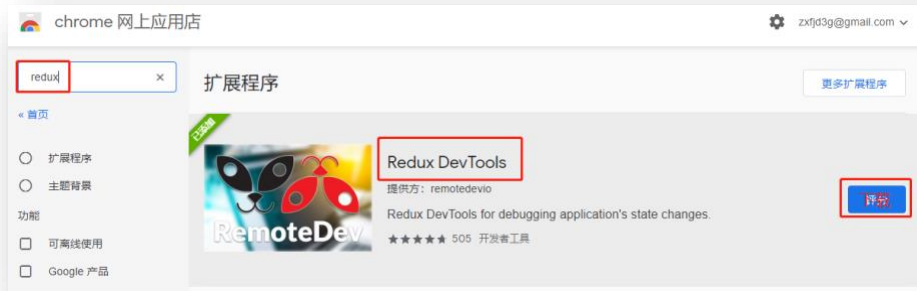 chrome 网上应用店
zxfjd3g@gmail.com
redux
×
扩展程序
更多扩展程序
« 首页
已添加
扩展程序
主题背景
功能
可离线使用
Google 产品
RemoteDev
Redux DevTools
提供方：remotedevio
Redux DevTools for debugging application's state changes.
★★★★★ 505 开发者工具